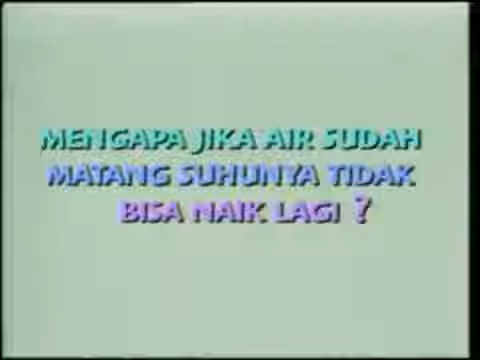 MENGAPA JIKA AIR SUDAH
MATANG SUHUNYA TIDAK
BISA NAIK LAGI ?